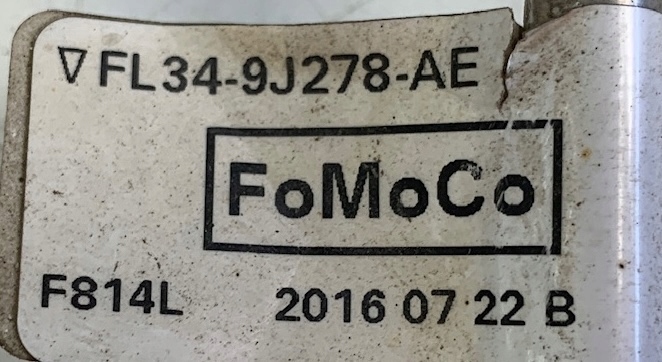 ∇ FL34-9J278-AE
FoMoCo
F814L 2016 07 22 B